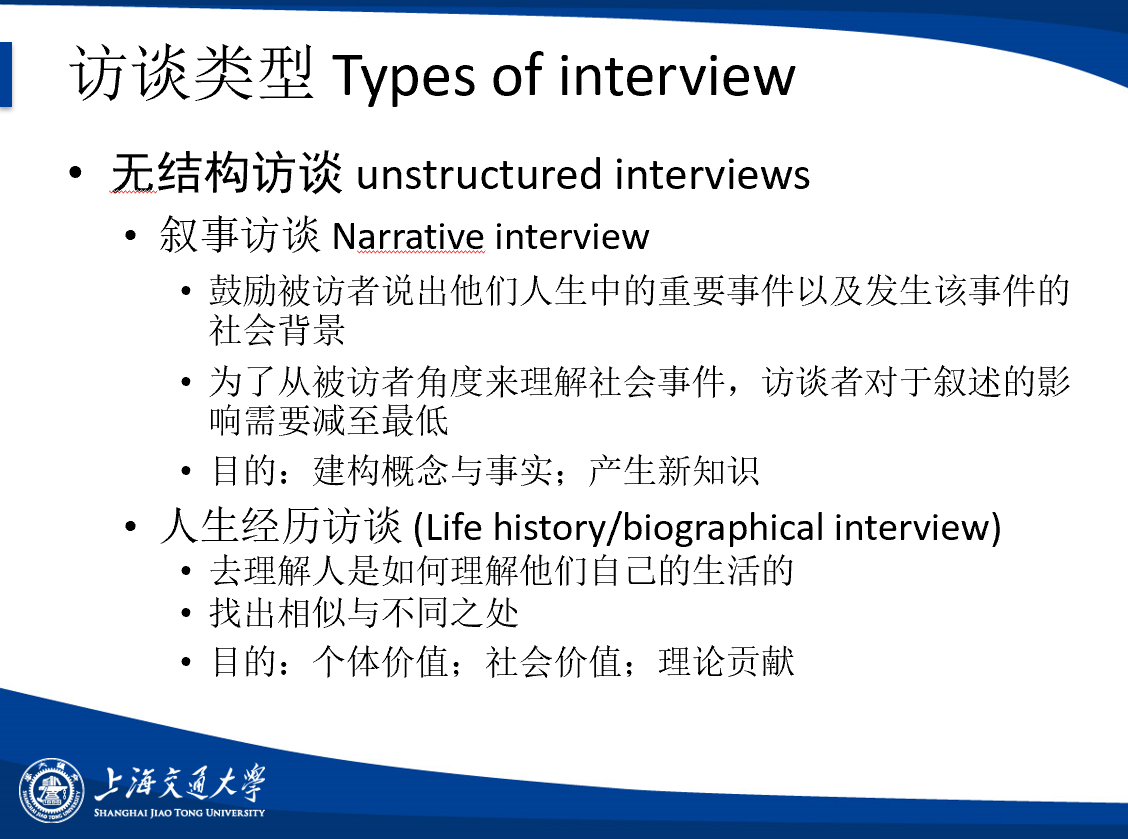 访谈类型 Types of interview
• 无结构访谈 unstructured interviews
• 叙事访谈 Narrative interview
• 鼓励被访者说出他们人生中的重要事件以及发生该事件的
社会背景
• 为了从被访者角度来理解社会事件，访谈者对于叙述的影
响需要减至最低
• 目的：建构概念与事实；产生新知识
• 人生经历访谈 (Life history/biographical interview)
• 去理解人是如何理解他们自己的生活的
• 找出相似与不同之处
• 目的：个体价值；社会价值；理论贡献
上海交通大学
SHANGHAI JIAO TONG UNIVERSITY